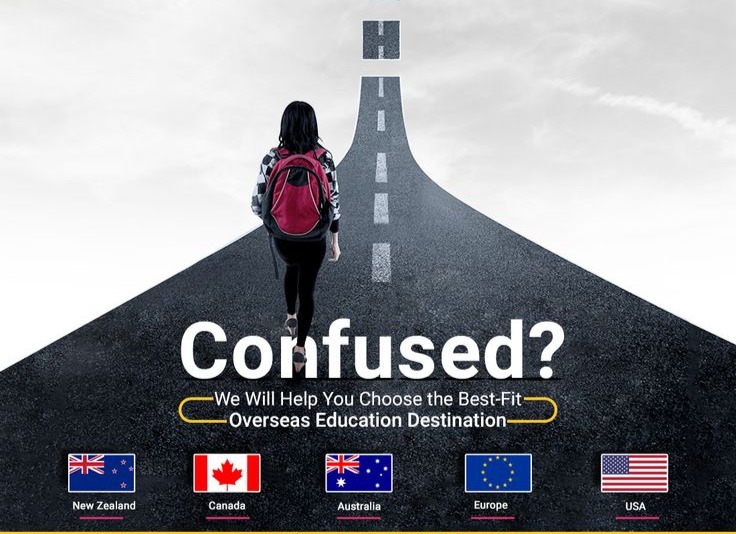 Confused?
We Will Help You Choose the Best-Fit
Overseas Education Destination
New Zealand
Canada
Australia
Europe
USA